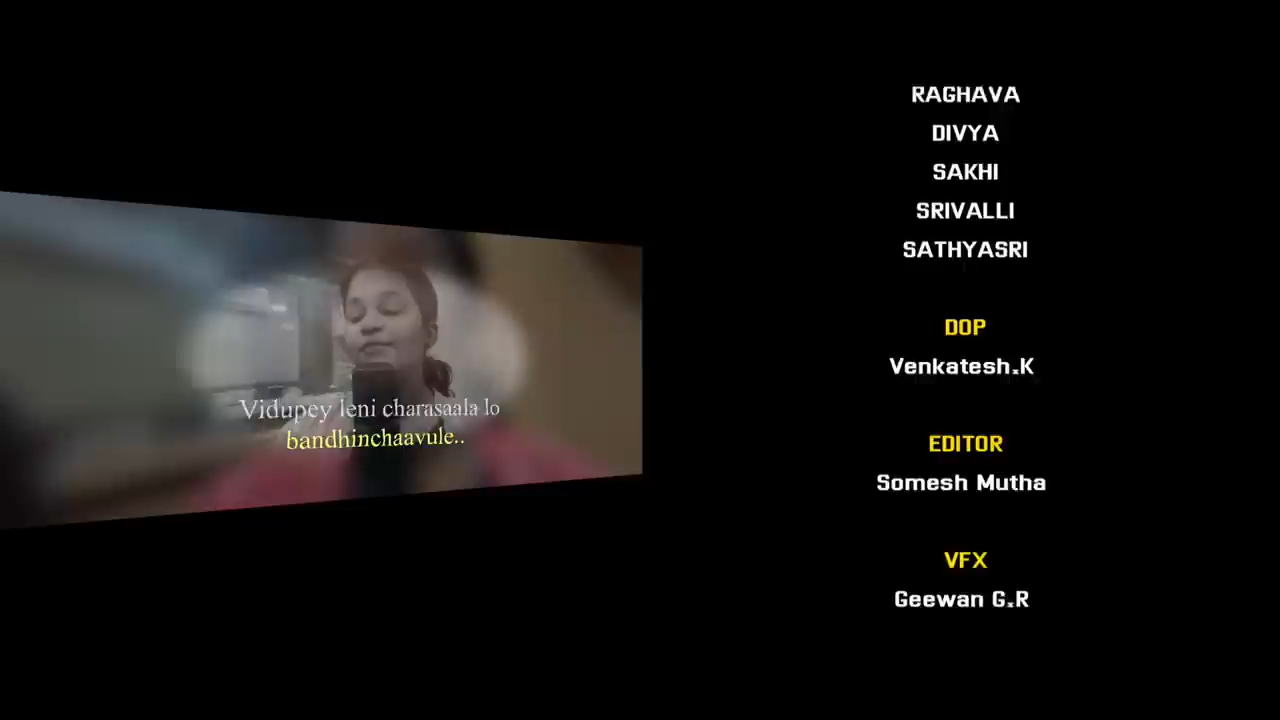 Vidupey leni charasaala lo
bandhinchaavule..
RAGHAVA
DIVYA
SAKHI
SRIVALLI
SATHYASRI
DOP
Venkatesh.K
EDITOR
Somesh Mutha
VFX
Geewan G.R